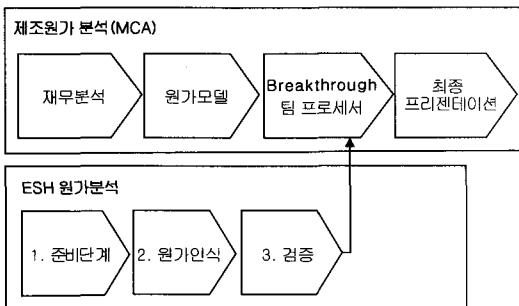 제조원가 분석(MCA)
재무분석
원가모델
Breakthrough
팀 프로세서
최종
프리젠테이션
ESH 원가분석
1. 준비단계
2. 원가인식
3. 검증